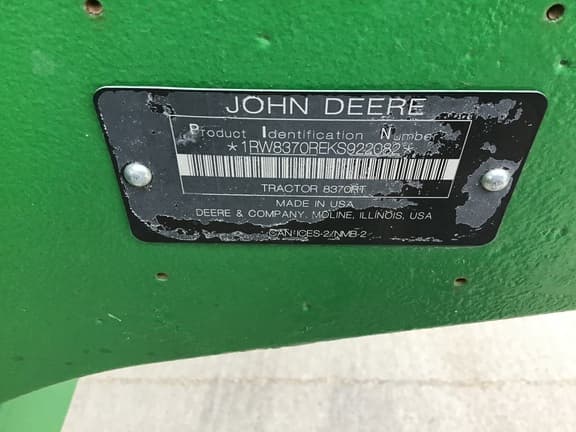 JOHN DEERE
Product Identification Number
*1RW8370REKS922082*
TRACTOR 8370RT
MADE IN USA
DEERE & COMPANY, MOLINE, ILLINOIS, USA
CAN ICES-2/NMB-2